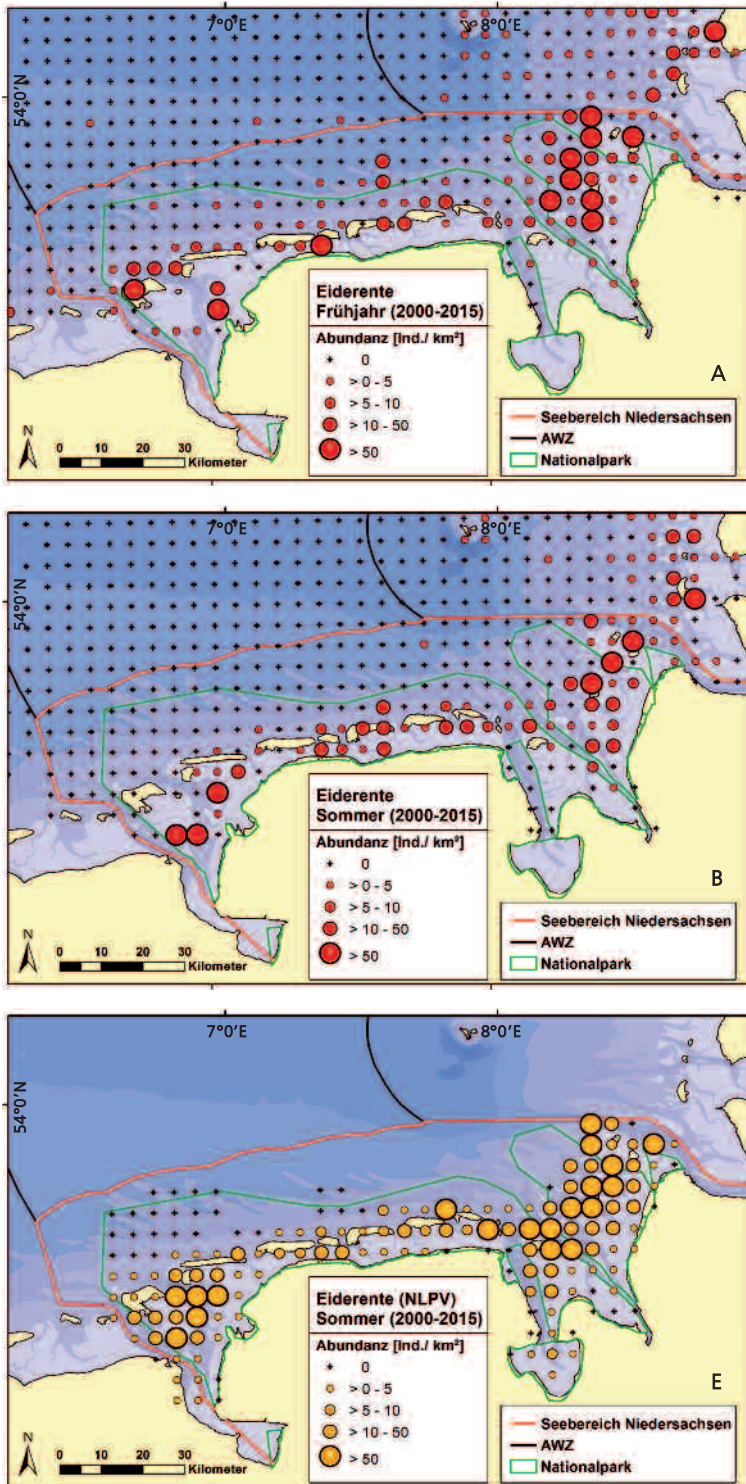 7°0'E
8°0'E
54°0'N
Eiderente
Frühjahr (2000-2015)
Abundanz [Ind./ km²]
0
> 0 - 5
> 5 - 10
> 10 - 50
> 50
A
Seebereich Niedersachsen
AWZ
Nationalpark
N
0 10 20 30
Kilometer
7°0'E
8°0'E
54°0'N
Eiderente
Sommer (2000-2015)
Abundanz [Ind./ km²]
0
> 0 - 5
> 5 - 10
> 10 - 50
> 50
B
Seebereich Niedersachsen
AWZ
Nationalpark
N
0 10 20 30
Kilometer
7°0'E
8°0'E
54°0'N
Eiderente (NLPV)
Sommer (2000-2015)
Abundanz [Ind./ km²]
0
> 0 - 5
> 5 - 10
> 10 - 50
> 50
E
Seebereich Niedersachsen
AWZ
Nationalpark
N
0 10 20 30
Kilometer